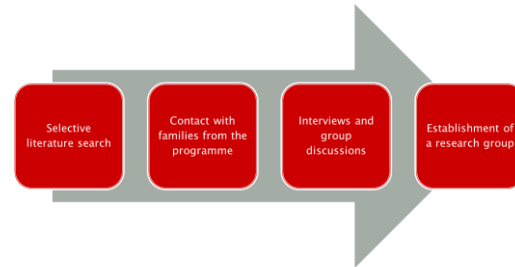 Selective
literature search
Contact with
families from the
programme
Interviews and
group
discussions
Establishment of
a research group